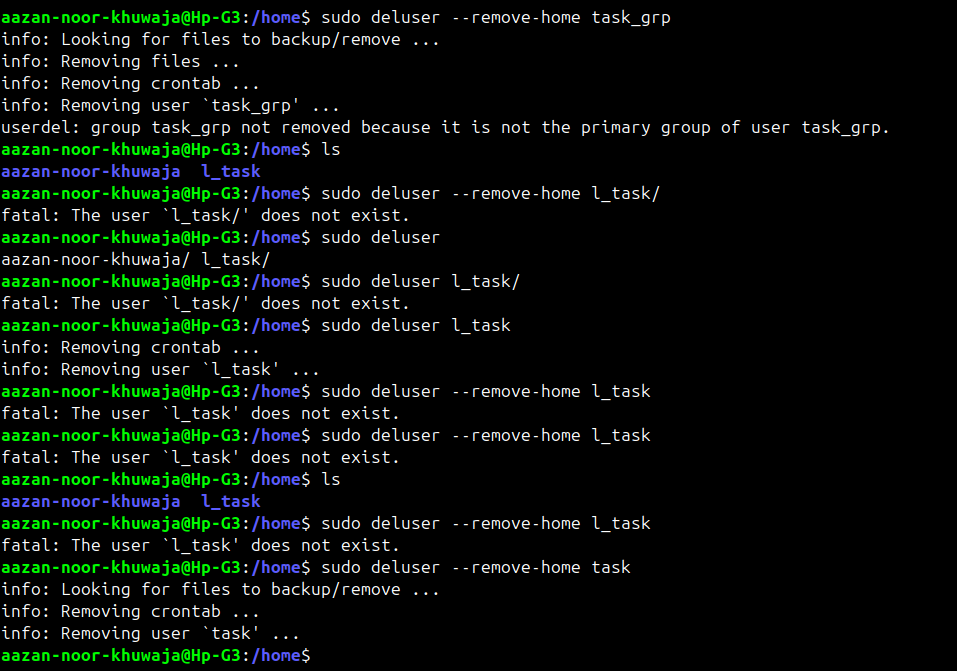 aazan-noor-khuwaja@Hp-G3:/home$ sudo deluser --remove-home task_grp
info: Looking for files to backup/remove ...
info: Removing files ...
info: Removing crontab ...
info: Removing user `task_grp' ...
userdel: group task_grp not removed because it is not the primary group of user task_grp.
aazan-noor-khuwaja@Hp-G3:/home$ ls
aazan-noor-khuwaja  l_task
aazan-noor-khuwaja@Hp-G3:/home$ sudo deluser --remove-home l_task/
fatal: The user `l_task/' does not exist.
aazan-noor-khuwaja@Hp-G3:/home$ sudo deluser
aazan-noor-khuwaja/ l_task/
aazan-noor-khuwaja@Hp-G3:/home$ sudo deluser l_task/
fatal: The user `l_task/' does not exist.
aazan-noor-khuwaja@Hp-G3:/home$ sudo deluser l_task
info: Removing crontab ...
info: Removing user `l_task' ...
aazan-noor-khuwaja@Hp-G3:/home$ sudo deluser --remove-home l_task
fatal: The user `l_task' does not exist.
aazan-noor-khuwaja@Hp-G3:/home$ sudo deluser --remove-home l_task
fatal: The user `l_task' does not exist.
aazan-noor-khuwaja@Hp-G3:/home$ ls
aazan-noor-khuwaja  l_task
aazan-noor-khuwaja@Hp-G3:/home$ sudo deluser --remove-home l_task
fatal: The user `l_task' does not exist.
aazan-noor-khuwaja@Hp-G3:/home$ sudo deluser --remove-home task
info: Looking for files to backup/remove ...
info: Removing crontab ...
info: Removing user `task' ...
aazan-noor-khuwaja@Hp-G3:/home$